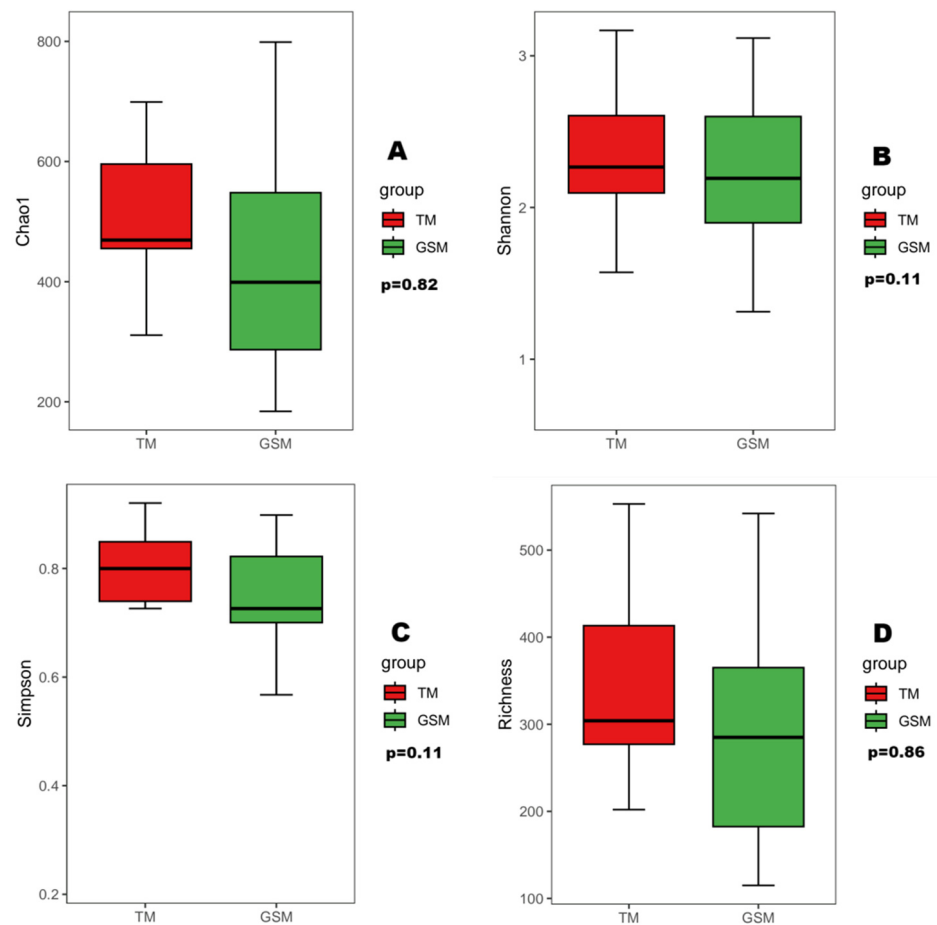 Chao1
800
600
400
200
TM
GSM
A
group
TM
GSM
p=0.82
Shannon
3
2
1
TM
GSM
B
group
TM
GSM
p=0.11
Simpson
0.8
0.6
0.4
0.2
TM
GSM
C
group
TM
GSM
p=0.11
Richness
500
400
300
200
100
TM
GSM
D
group
TM
GSM
p=0.86